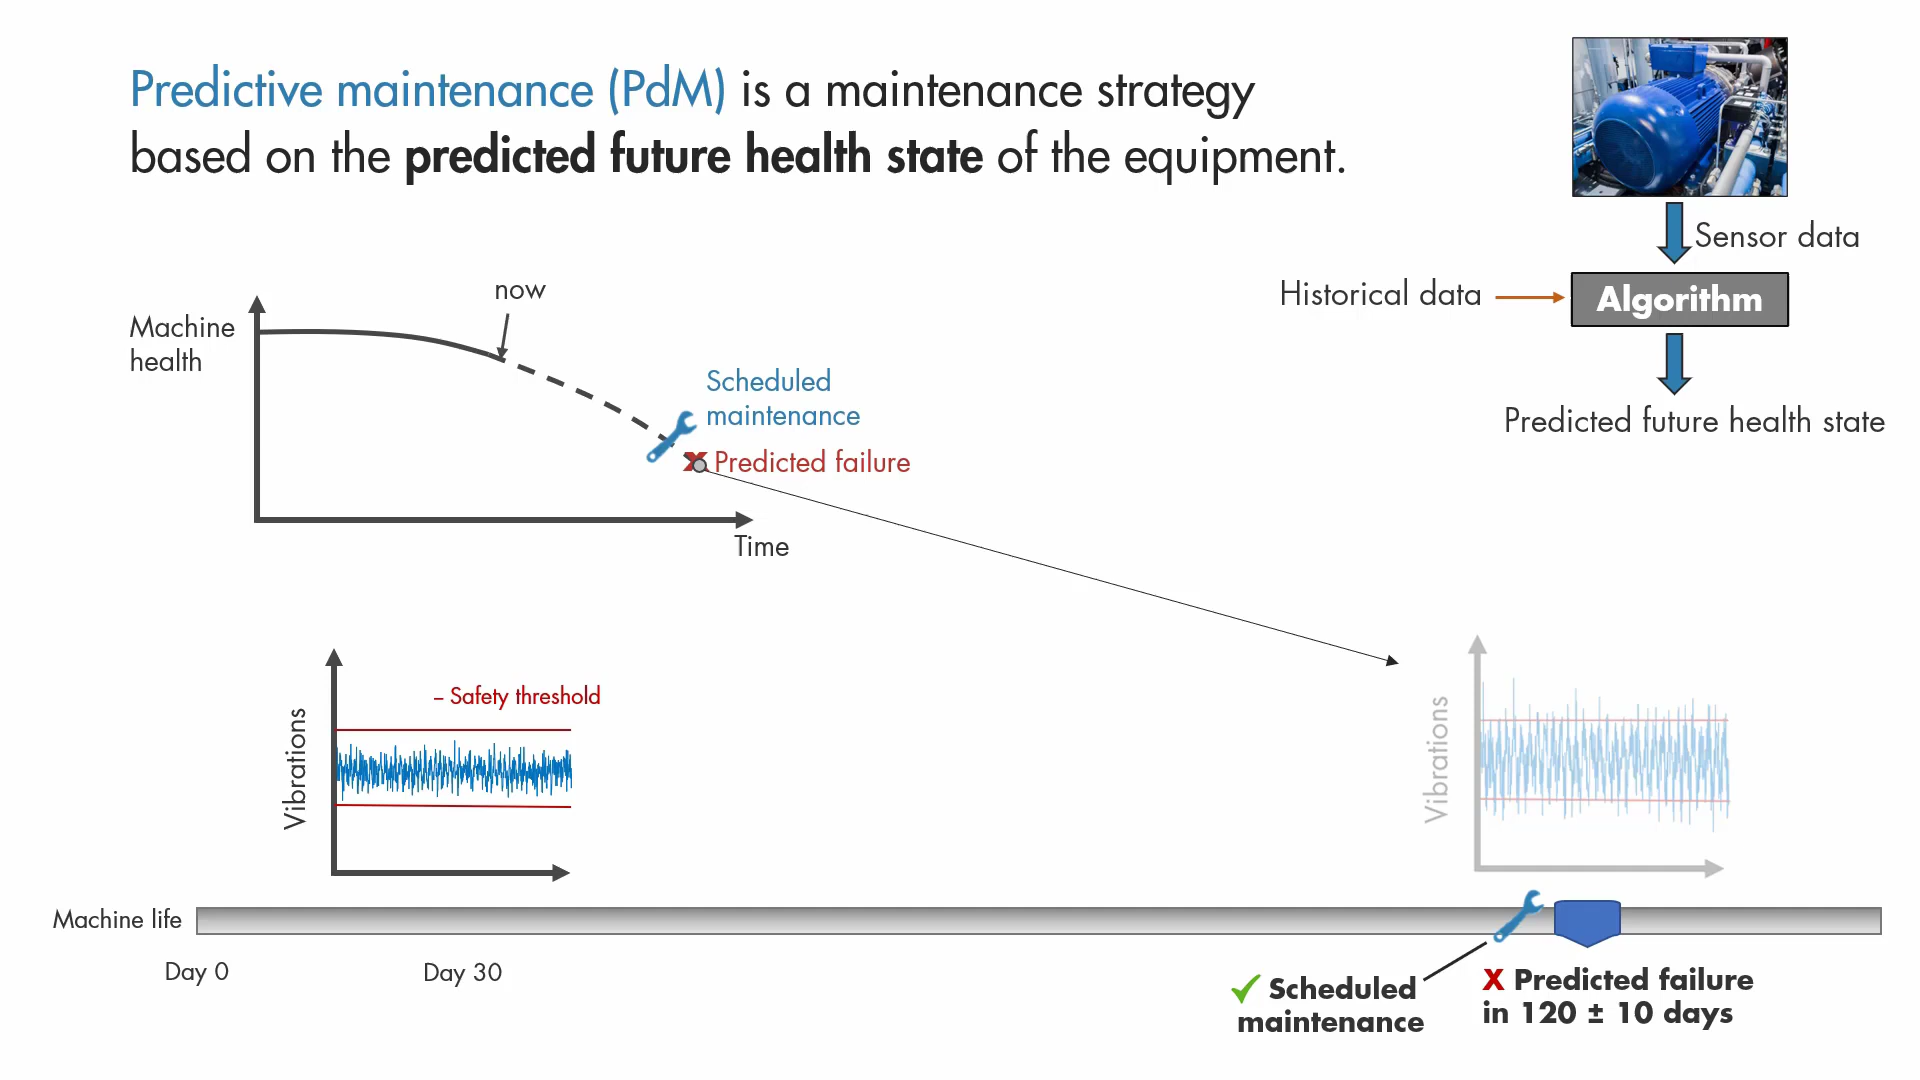 Predictive maintenance (PdM) is a maintenance strategy
based on the predicted future health state of the equipment.
Sensor data
Historical data
Algorithm
Predicted future health state
now
Machine
health
Scheduled
maintenance
X Predicted failure
Time
– Safety threshold
Vibrations
Vibrations
Machine life
Day 0
Day 30
Scheduled
maintenance
X Predicted failure
in 120 ± 10 days